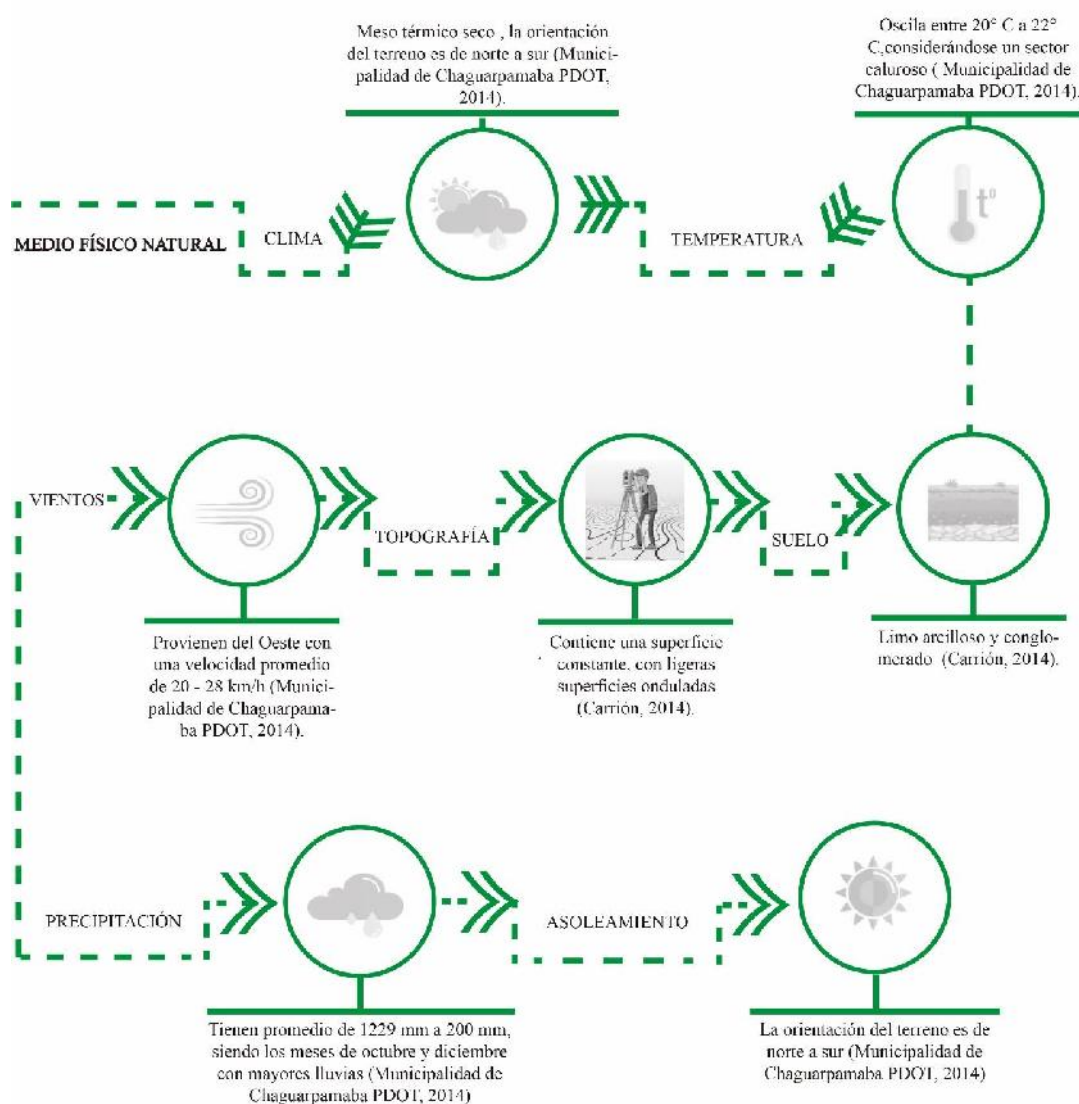 Meso térmico seco , la orientación
del terreno es de norte a sur (Munici-
palidad de Chaguarpamaba PDOT,
2014).
Oscila entre 20° C a 22°
C,considerándose un sector
caluroso ( Municipalidad de
Chaguarpamaba PDOT, 2014).
MEDIO FÍSICO NATURAL
CLIMA
TEMPERATURA
t°
VIENTOS
TOPOGRAFÍA
SUELO
Provienen del Oeste con
una velocidad promedio
de 20 - 28 km/h (Munici-
palidad de Chaguarpama-
ba PDOT, 2014).
Contiene una superficie
constante, con ligeras
superficies onduladas
(Carrión, 2014).
Limo arcilloso y conglo-
merado (Carrión, 2014).
PRECIPITACIÓN
ASOLEAMIENTO
Tienen promedio de 1229 mm a 200 mm,
siendo los meses de octubre y diciembre
con mayores lluvias (Municipalidad de
Chaguarpamaba PDOT, 2014)
La orientación del terreno es de
norte a sur (Municipalidad de
Chaguarpamaba PDOT, 2014)